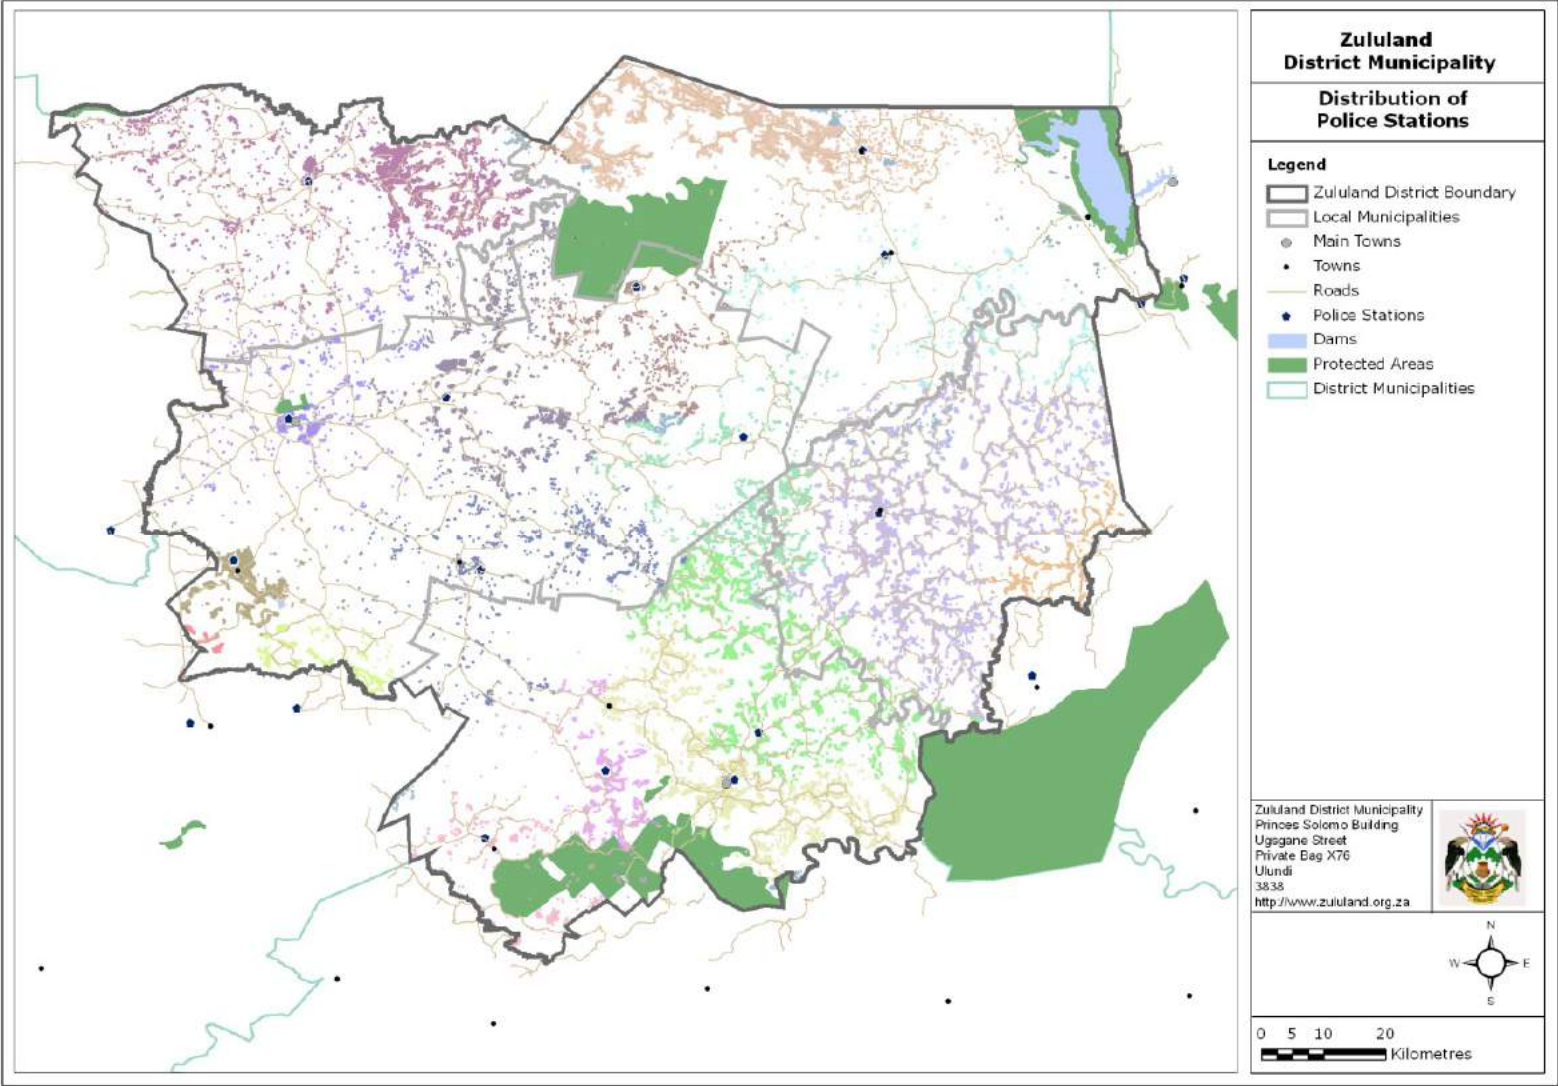 Zululand
District Municipality
Distribution of
Police Stations
Legend
Zululand District Boundary
Local Municipalities
Main Towns
Towns
Roads
Police Stations
Dams
Protected Areas
District Municipalities
Zululand District Municipality
Princes Solomo Building
Ugsgane Street
Private Bag X76
Ulundi
3838
http://www.zululand.org.za
N
W E
S
0 5 10 20
Kilometres